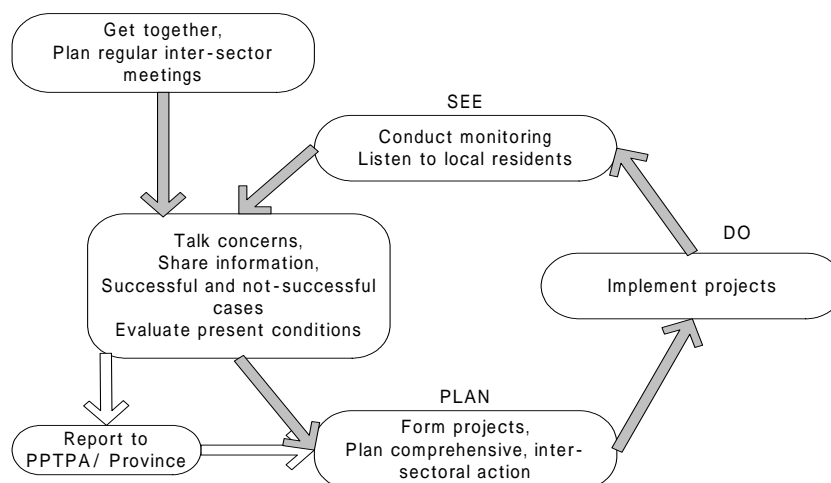 Get together,
Plan regular inter-sector
meetings
SEE
Conduct monitoring
Listen to local residents
Talk concerns,
Share information,
Successful and not-successful
cases
Evaluate present conditions
DO
Implement projects
PLAN
Form projects,
Plan comprehensive, inter-
sectoral action
Report to
PPTPA/ Province